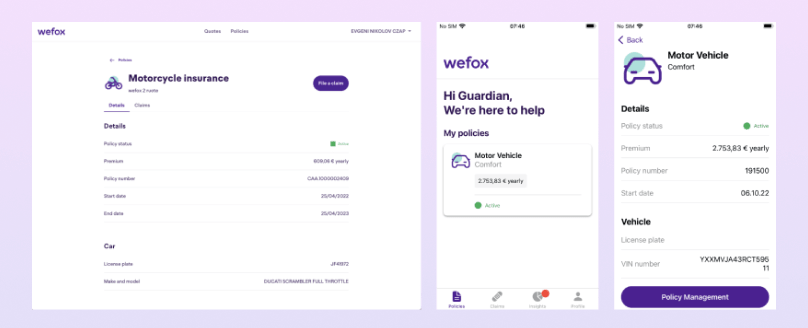 wefox
Quotes
Policies
EVGENI NIKOLOV CZAP
← Policies
Motorcycle insurance
wefox 2 ruote
File a claim
Details
Claims
Details
Policy status
Active
Premium
609,06 € yearly
Policy number
Start date
25/04/2022
End date
25/04/2023
Car
License plate
Make and model
DUCATI SCRAMBLER FULL THROTTLE
No SIM
07:46
wefox
Hi Guardian,
We're here to help
My policies
Motor Vehicle
Comfort
2.753,83 € yearly
Active
Policies
Claims
Insights
Profile
No SIM
07:46
Back
Motor Vehicle
Comfort
Details
Policy status
Active
Premium
2.753,83 € yearly
Policy number
191500
Start date
06.10.22
Vehicle
License plate
VIN number
YXXMVJA43RCT595
11
Policy Management